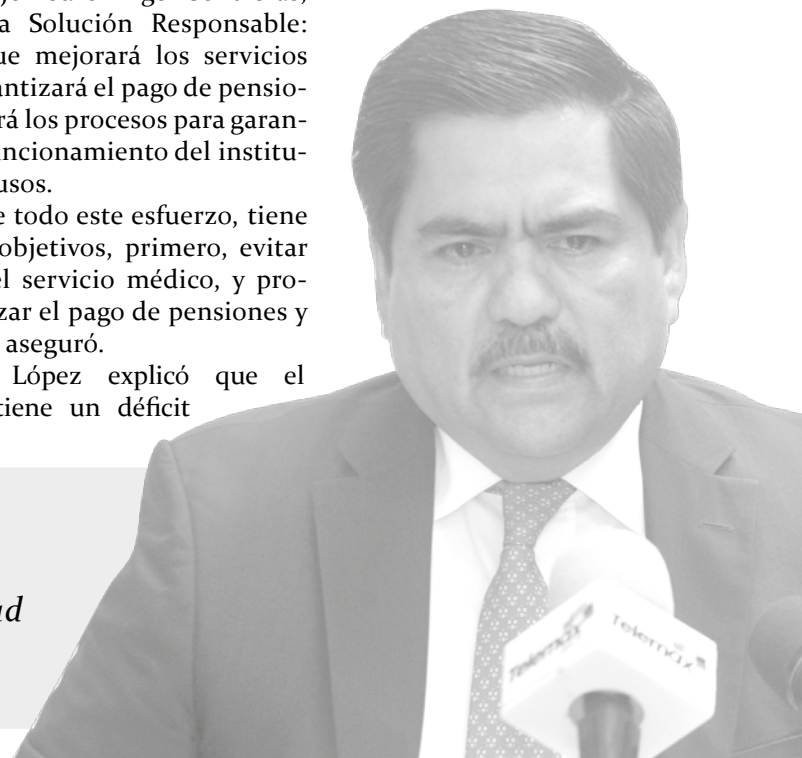 a Solución Responsable:
ue mejorará los servicios
antizará el pago de pensio-
rá los procesos para garan-
uncionamiento del institu-
usos.
e todo este esfuerzo, tiene
objetivos, primero, evitar
el servicio médico, y pro-
zar el pago de pensiones y
aseguró.
López explicó que el
tiene un déficit
ad
Telemax
Telemax